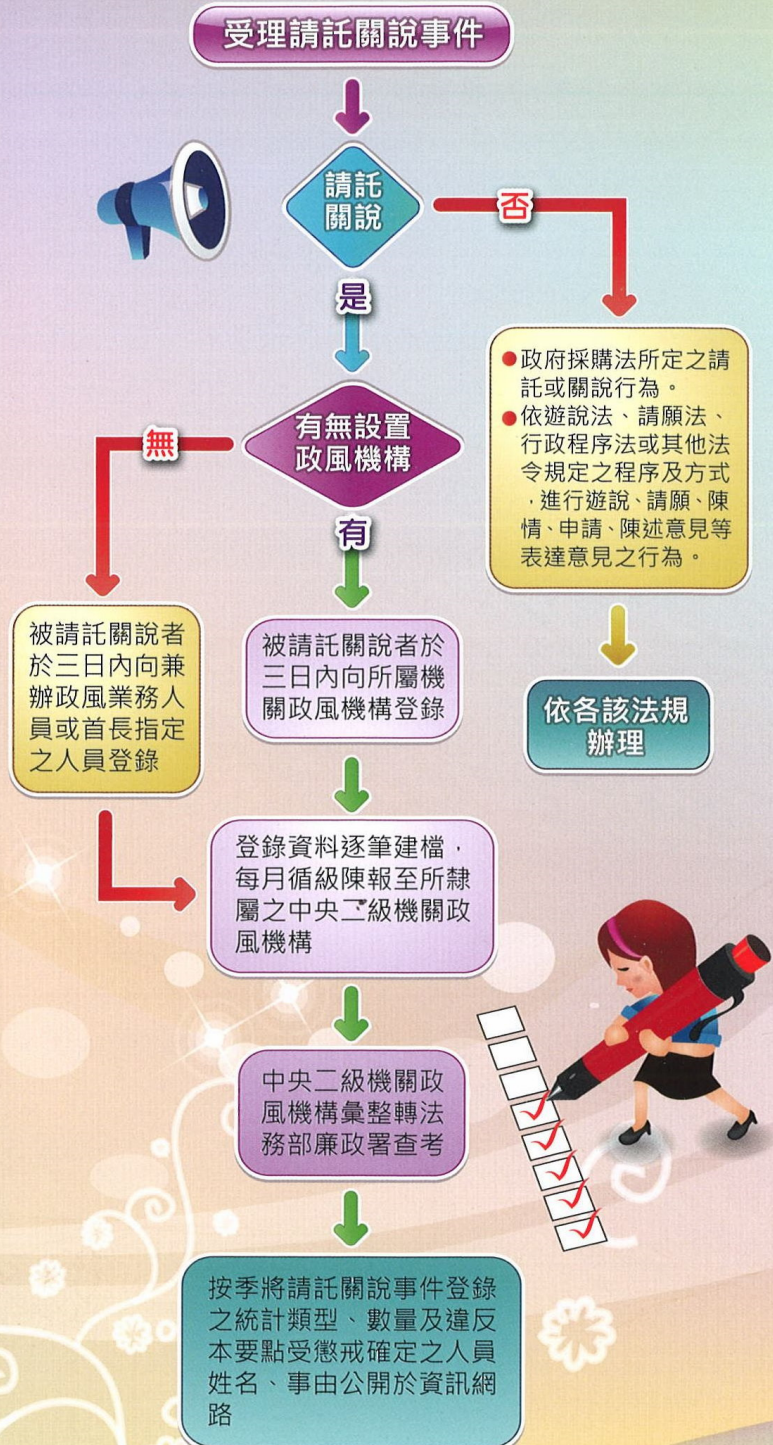 受理請託關說事件
請託
關說
否
是
●政府採購法所定之請
託或關說行為。
●依遊說法、請願法、
行政程序法或其他法
令規定之程序及方式
，進行遊說、請願、陳
情、申請、陳述意見等
表達意見之行為。
有無設置
政風機構
無
有
被請託關說者
於三日內向兼
辦政風業務人
員或首長指定
之人員登錄
被請託關說者於
三日內向所屬機
關政風機構登錄
依各該法規
辦理
登錄資料逐筆建檔，
每月循級陳報至所隸
屬之中央二級機關政
風機構
中央二級機關政
風機構彙整轉法
務部廉政署查考
按季將請託關說事件登錄
之統計類型、數量及違反
本要點受懲戒確定之人員
姓名、事由公開於資訊網
路